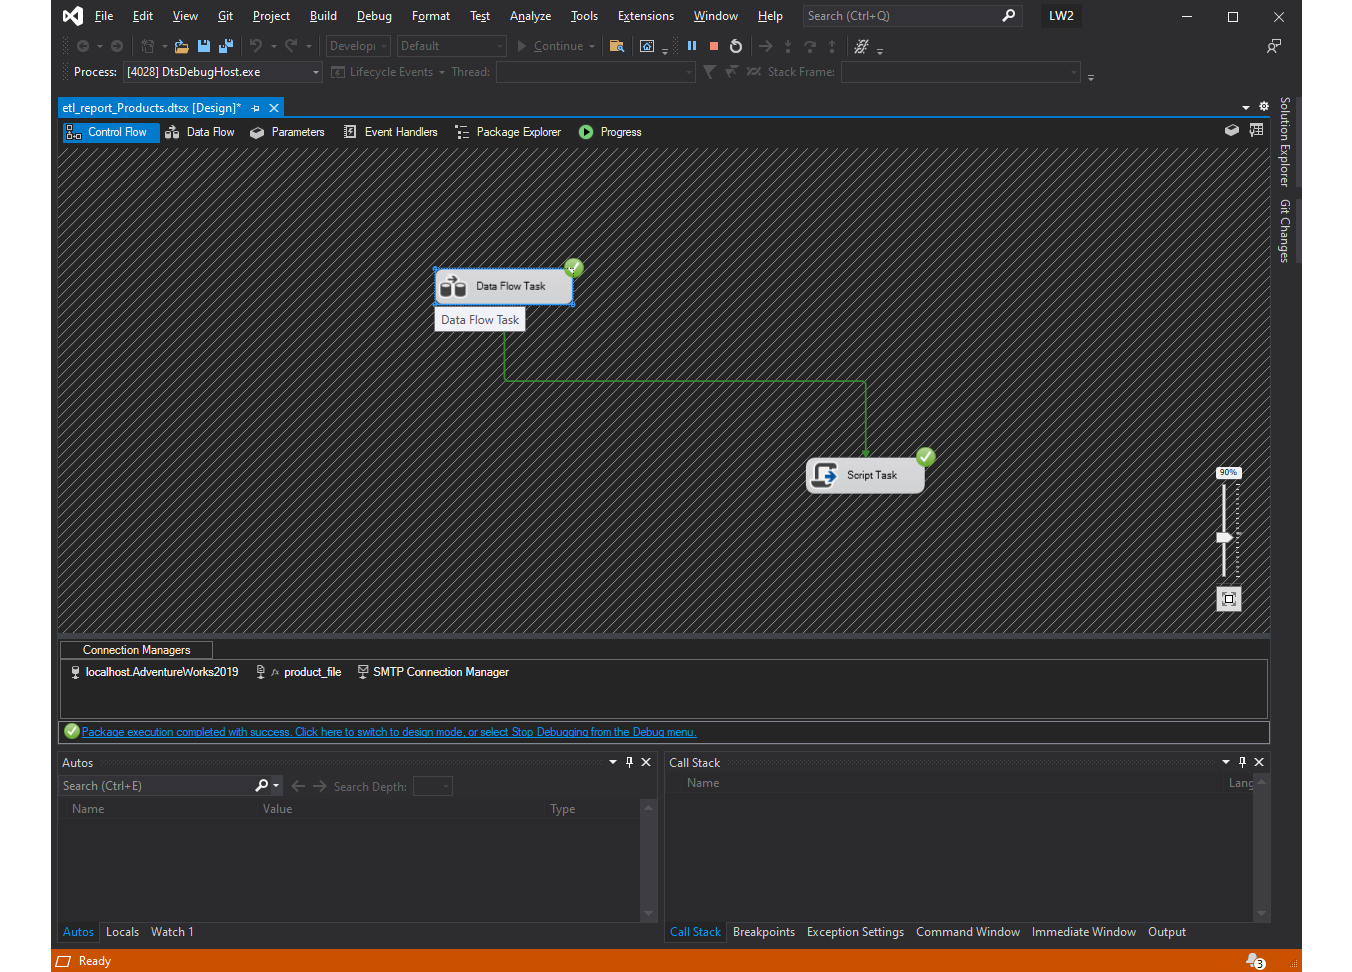 File Edit View Git Project Build Debug Format Test Analyze Tools Extensions Window Help Search (Ctrl+Q) LW2
Developi Default Continue
Process: [4028] DtsDebugHost.exe Lifecycle Events Thread: Stack Frame:
etl_report_Products.dtsx [Design]*
Control Flow Data Flow Parameters Event Handlers Package Explorer Progress
Solution Explorer
Git Changes
Data Flow Task
Data Flow Task
Script Task
90%
Connection Managers
localhost.AdventureWorks2019 fx product_file SMTP Connection Manager
Package execution completed with success. Click here to switch to design mode, or select Stop Debugging from the Debug menu.
Autos
Search (Ctrl+E) Search Depth:
Name Value Type
Autos Locals Watch 1
Call Stack
Name Lang
Call Stack Breakpoints Exception Settings Command Window Immediate Window Output
Ready 3